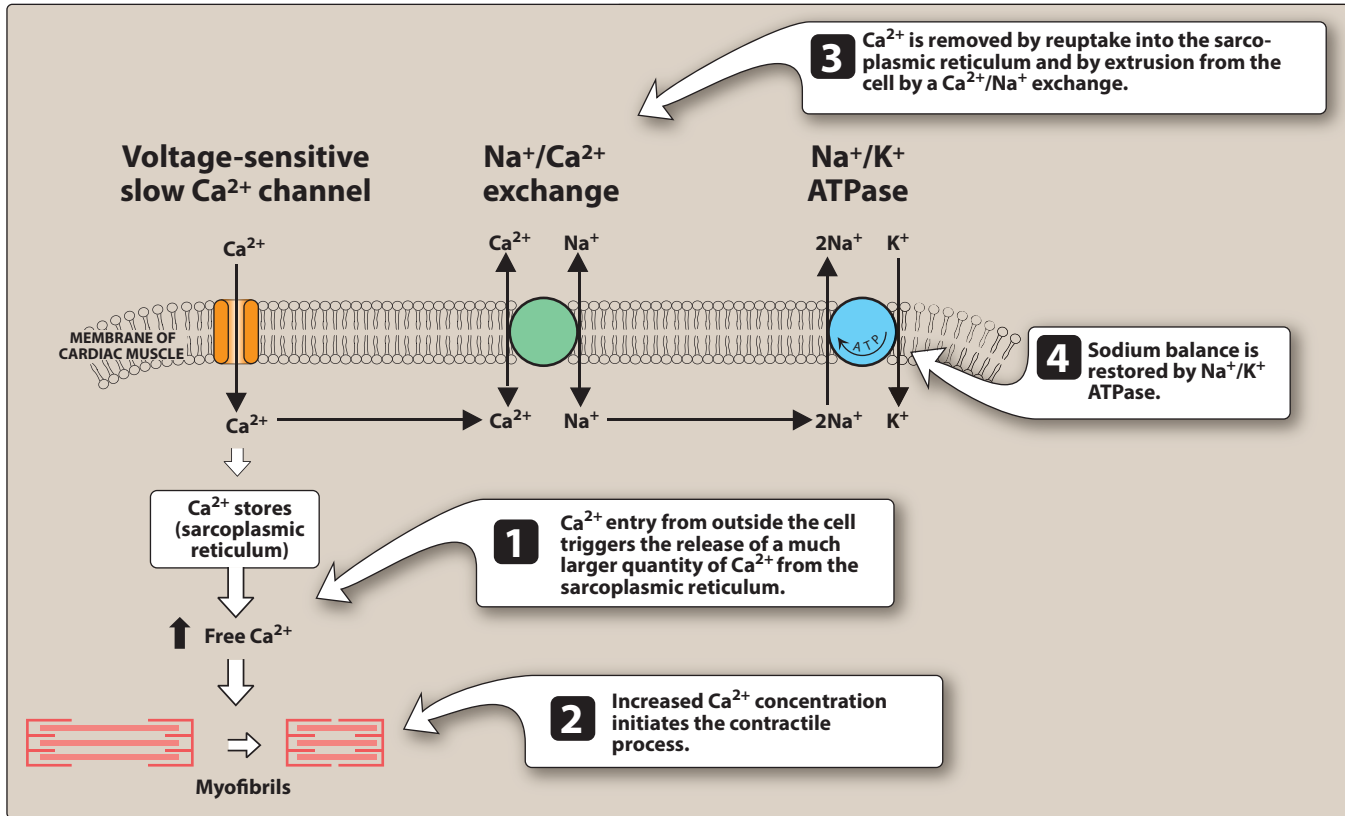 3
Ca²⁺ is removed by reuptake into the sarco-
plasmic reticulum and by extrusion from the
cell by a Ca²⁺/Na⁺ exchange.
Voltage-sensitive
slow Ca²⁺ channel
Na⁺/Ca²⁺
exchange
Na⁺/K⁺
ATPase
Ca²⁺
Ca²⁺ Na⁺
2Na⁺ K⁺
MEMBRANE OF
CARDIAC MUSCLE
ATP
4
Sodium balance is
restored by Na⁺/K⁺
ATPase.
Ca²⁺
Ca²⁺ Na⁺
2Na⁺ K⁺
Ca²⁺ stores
(sarcoplasmic
reticulum)
1
Ca²⁺ entry from outside the cell
triggers the release of a much
larger quantity of Ca²⁺ from the
sarcoplasmic reticulum.
Free Ca²⁺
2
Increased Ca²⁺ concentration
initiates the contractile
process.
Myofibrils